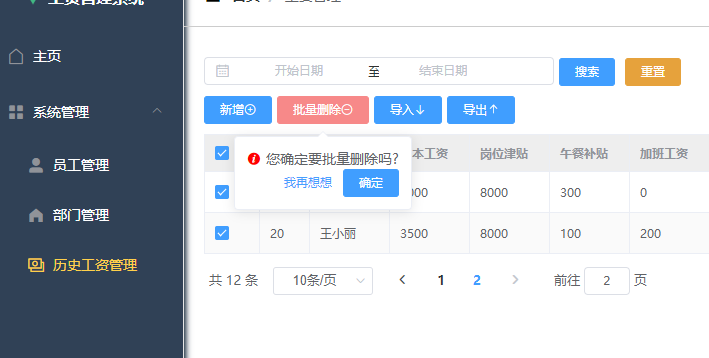 主页
系统管理
员工管理
部门管理
历史工资管理
开始日期 至 结束日期 搜索 重置
新增 批量删除 导入 导出
本工资 岗位津贴 午餐补贴 加班工资
您确定要批量删除吗?
我再想想 确定
000 8000 300 0
20 王小丽 3500 8000 100 200
共 12 条 10条/页 1 2 前往 2 页